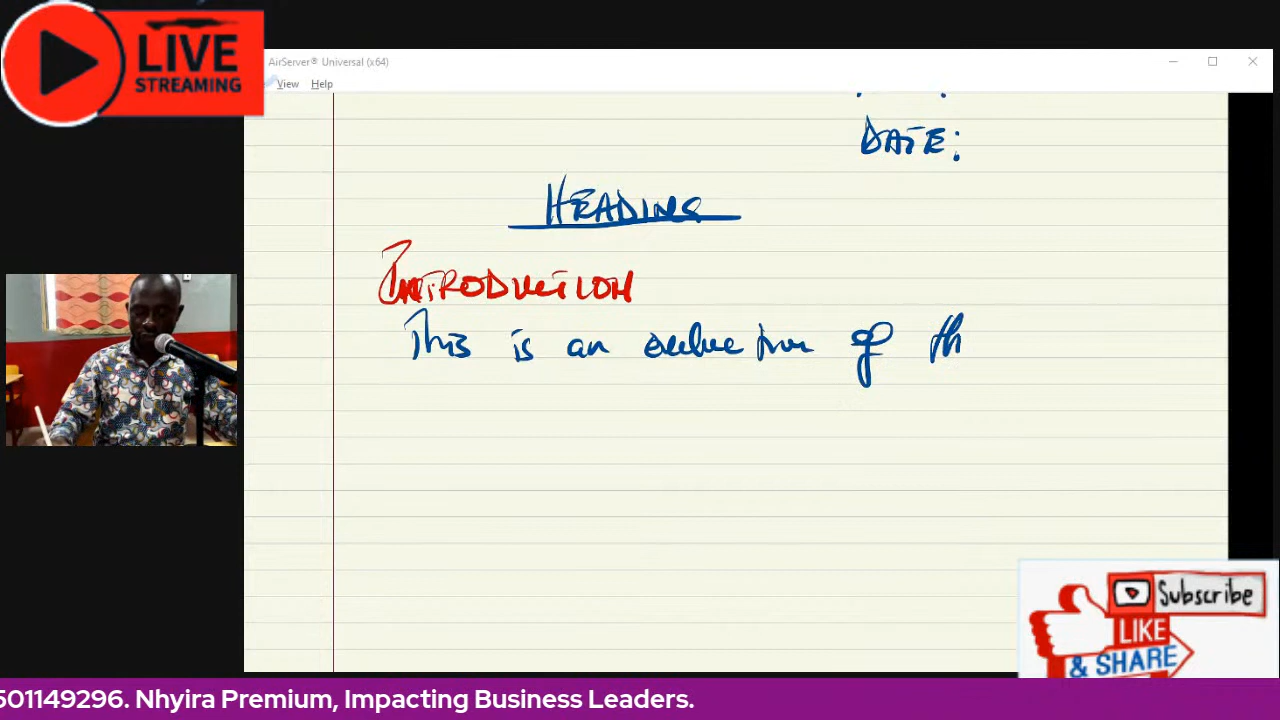 LIVE
STREAMING
AirServer® Universal (x64)
View Help
DATE:
HEADING
INTRODUCTION
This is an of th
Subscribe
LIKE
& SHARE
501149296. Nhyira Premium, Impacting Business Leaders.